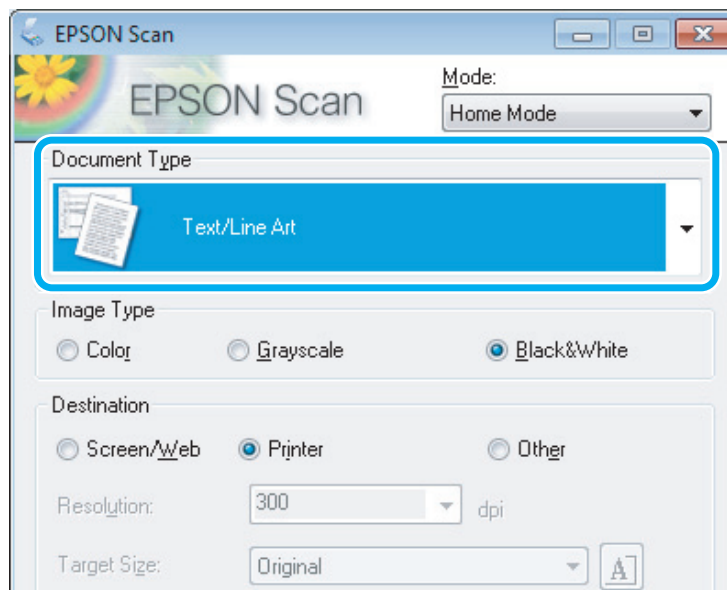 EPSON Scan
EPSON Scan
Mode:
Home Mode
Document Type
Text/Line Art
Image Type
Color Grayscale Black&White
Destination
Screen/Web Printer Other
Resolution: 300 dpi
Target Size: Original A